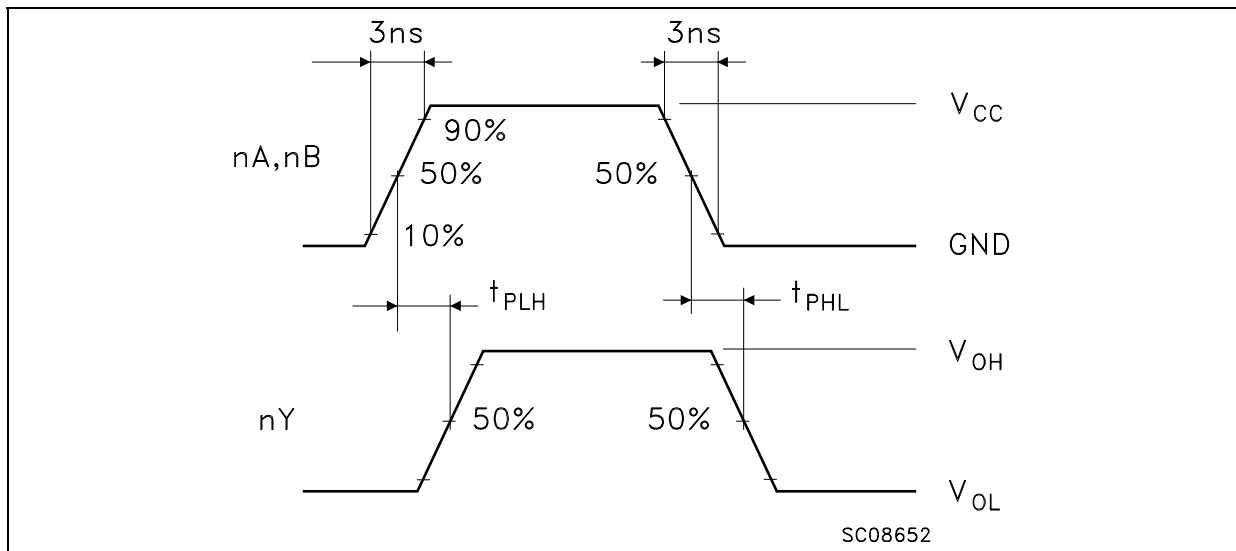 3ns 3ns
V_CC
90%
nA,nB
50% 50%
10%
GND
t_PLH t_PHL
V_OH
nY
50% 50%
V_OL
SC08652